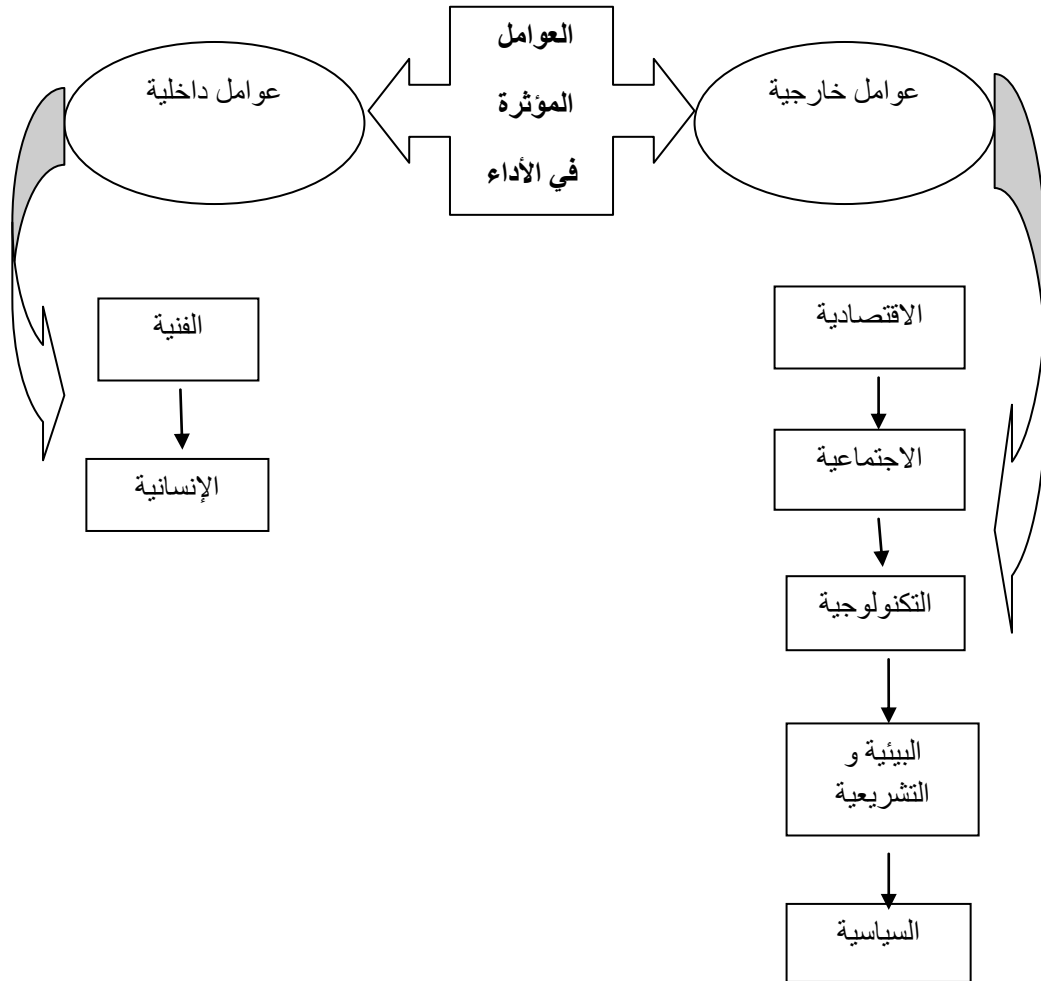 العوامل
المؤثرة
في الأداء
عوامل خارجية
عوامل داخلية
الاقتصادية
الاجتماعية
التكنولوجية
البيئية و
التشريعية
السياسية
الفنية
الإنسانية